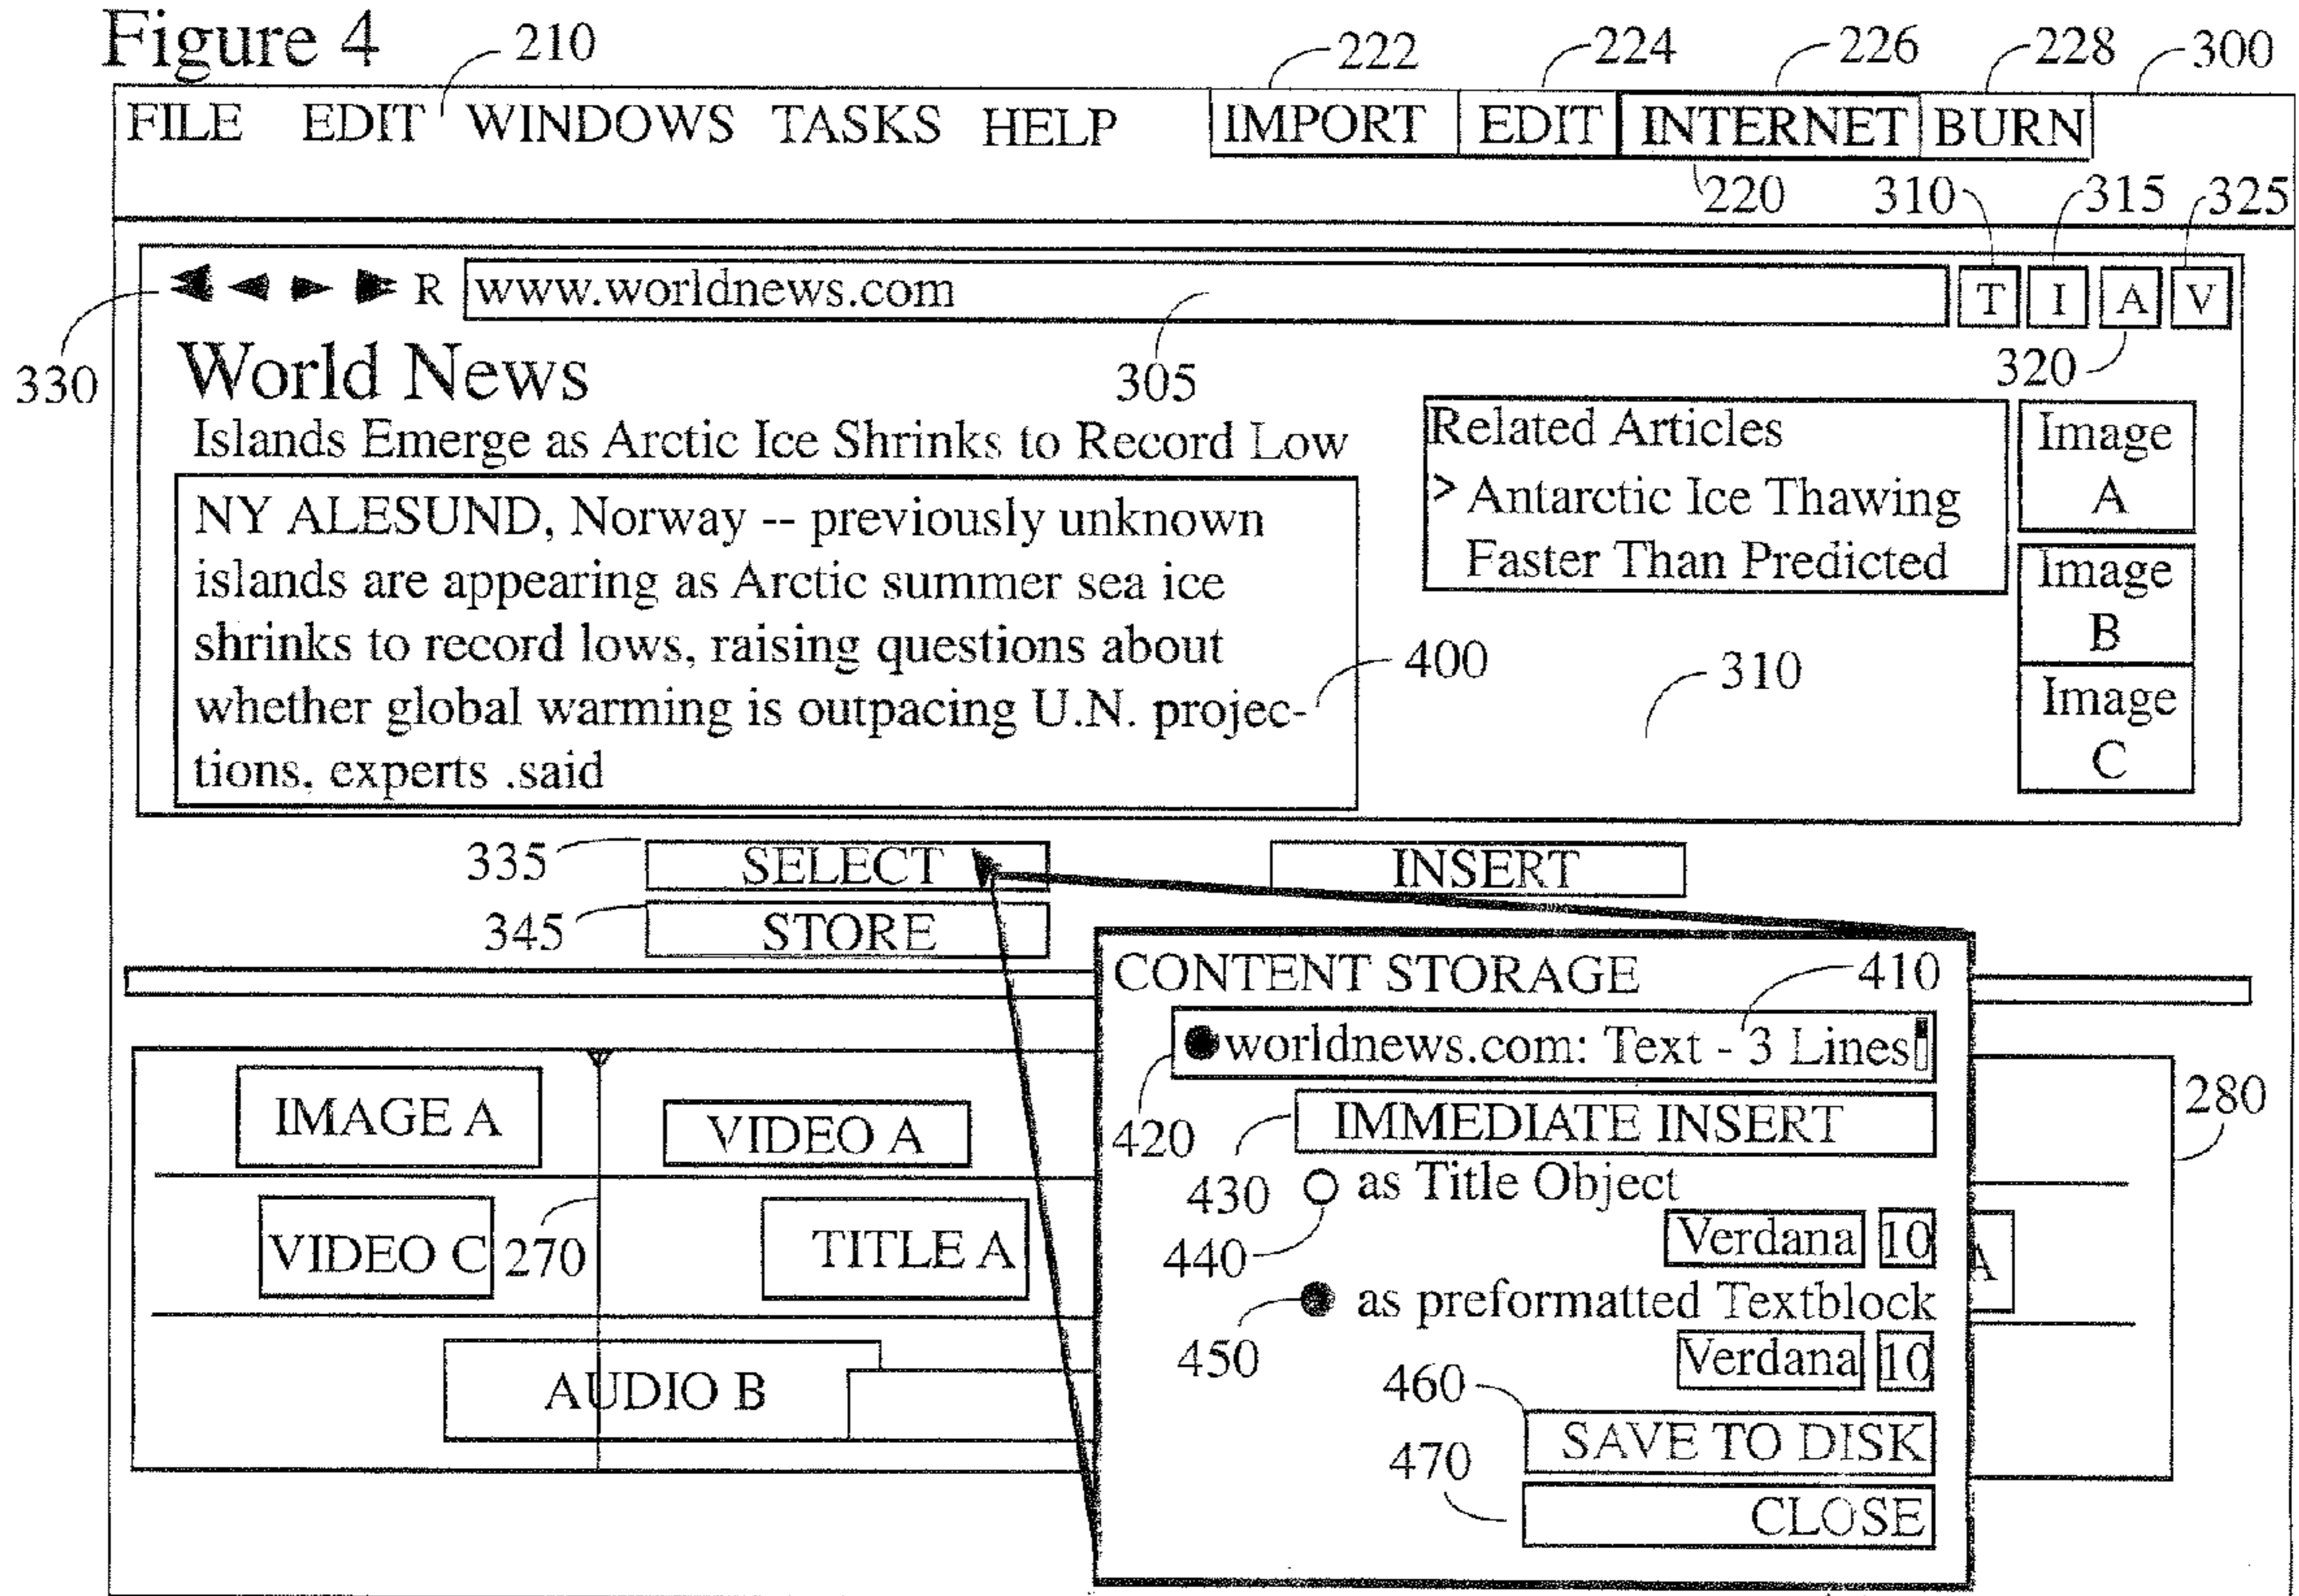 Figure 4
210
222
224
226
228
300
FILE EDIT WINDOWS TASKS HELP IMPORT EDIT INTERNET BURN
220
310
315
325
R www.worldnews.com T I A V
330
305
320
World News
Islands Emerge as Arctic Ice Shrinks to Record Low
NY ALESUND, Norway -- previously unknown
islands are appearing as Arctic summer sea ice
shrinks to record lows, raising questions about
whether global warming is outpacing U.N. projec-
tions, experts .said
400
Related Articles
> Antarctic Ice Thawing
Faster Than Predicted
310
Image
A
Image
B
Image
C
335
SELECT
INSERT
345
STORE
CONTENT STORAGE
410
worldnews.com: Text - 3 Lines
420
IMMEDIATE INSERT
430
as Title Object
440
Verdana 10
as preformatted Textblock
450
Verdana 10
460
SAVE TO DISK
470
CLOSE
IMAGE A
VIDEO A
280
VIDEO C
270
TITLE A
A
AUDIO B